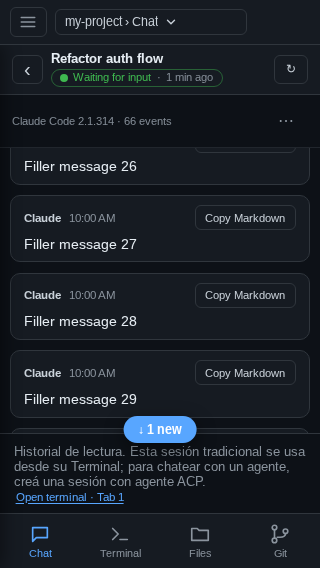 my-project › Chat
Refactor auth flow
Waiting for input · 1 min ago
Claude Code 2.1.314 · 66 events
Filler message 26
Claude 10:00 AM Copy Markdown
Filler message 27
Claude 10:00 AM Copy Markdown
Filler message 28
Claude 10:00 AM Copy Markdown
Filler message 29
↓ 1 new
Historial de lectura. Esta sesión tradicional se usa
desde su Terminal; para chatear con un agente,
creá una sesión con agente ACP.
Open terminal · Tab 1
Chat Terminal Files Git